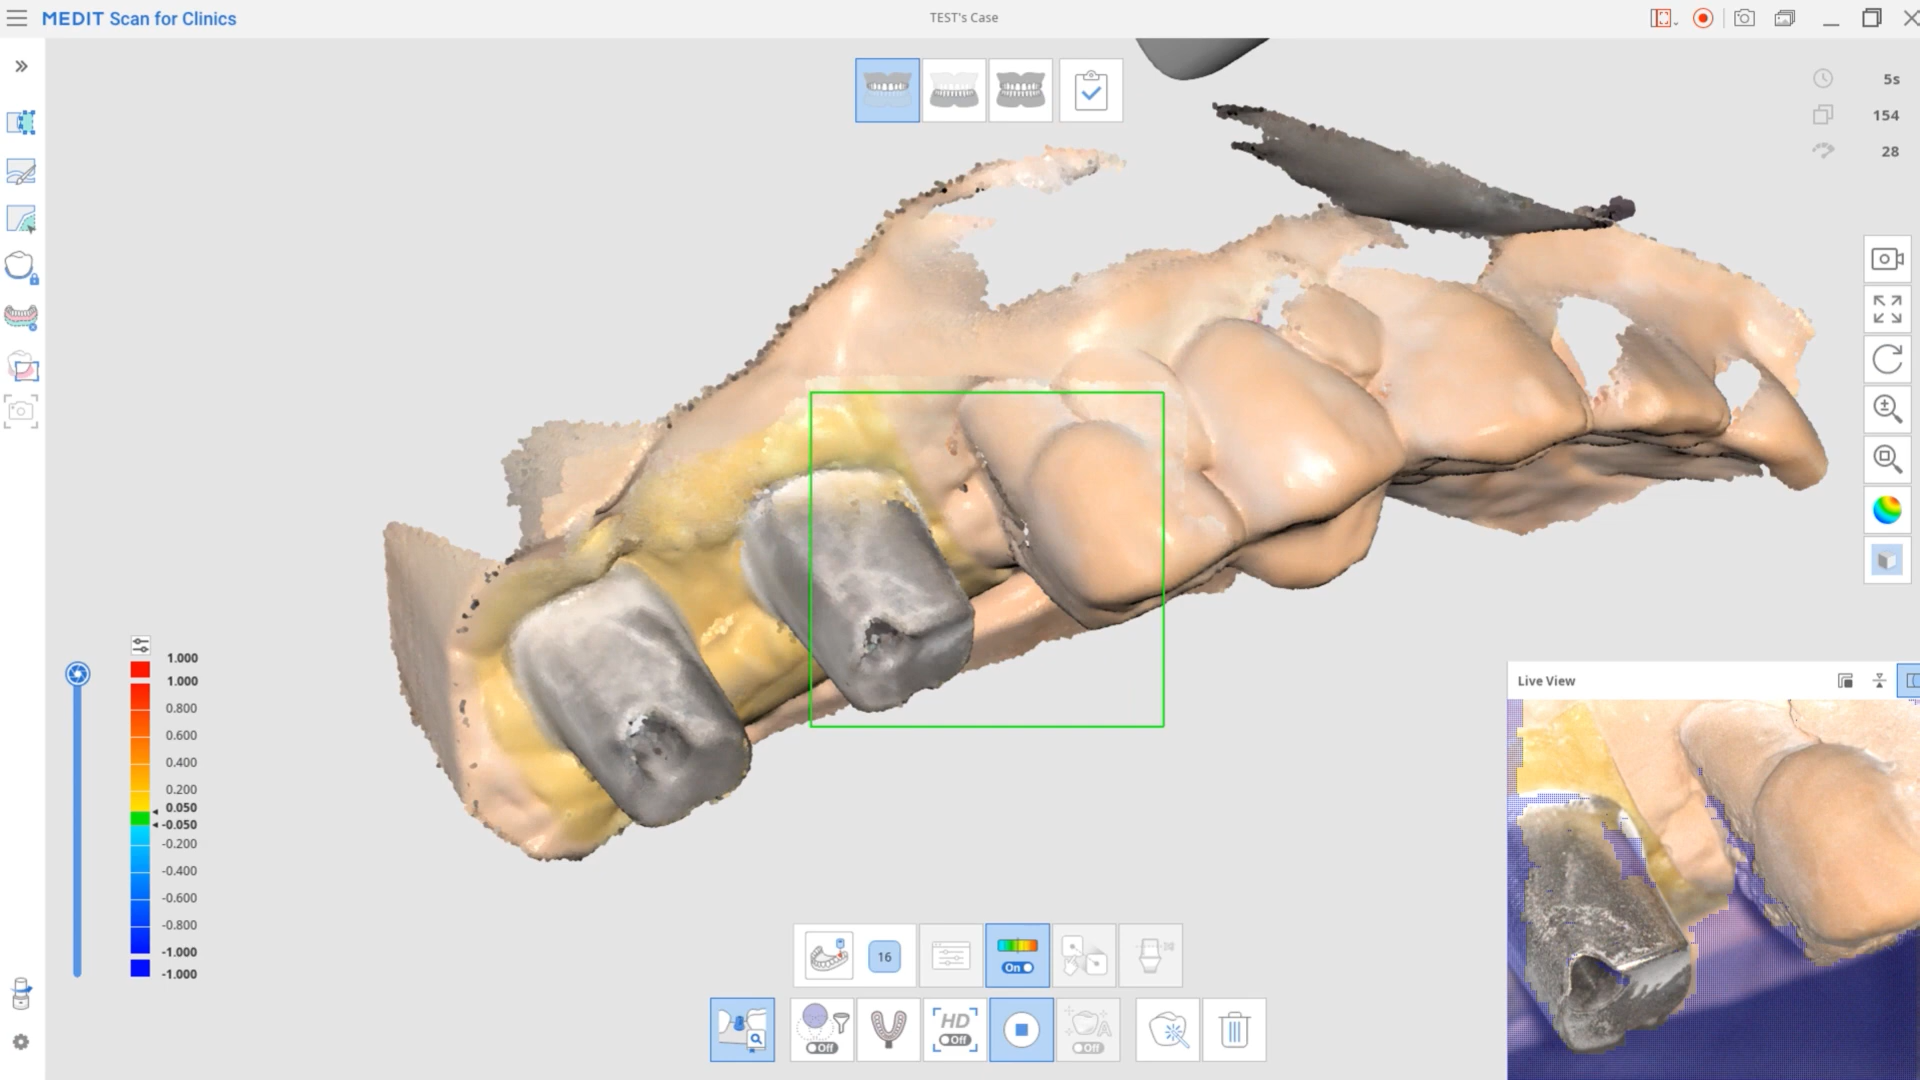 MEDIT Scan for Clinics
TEST's Case
5s
154
28
1.000
1.000
0.800
0.600
0.400
0.200
0.050
-0.050
-0.200
-0.400
-0.600
-0.800
-1.000
-1.000
Live View
16
On
Off
HD
Off
A
Off